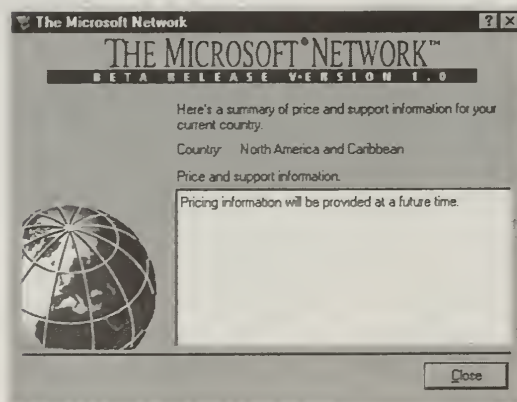 The Microsoft Network
THE MICROSOFT® NETWORK™
BETA RELEASE VERSION 1.0
Here's a summary of price and support information for your
current country.
Country: North America and Caribbean
Price and support information.
Pricing information will be provided at a future time.
Close